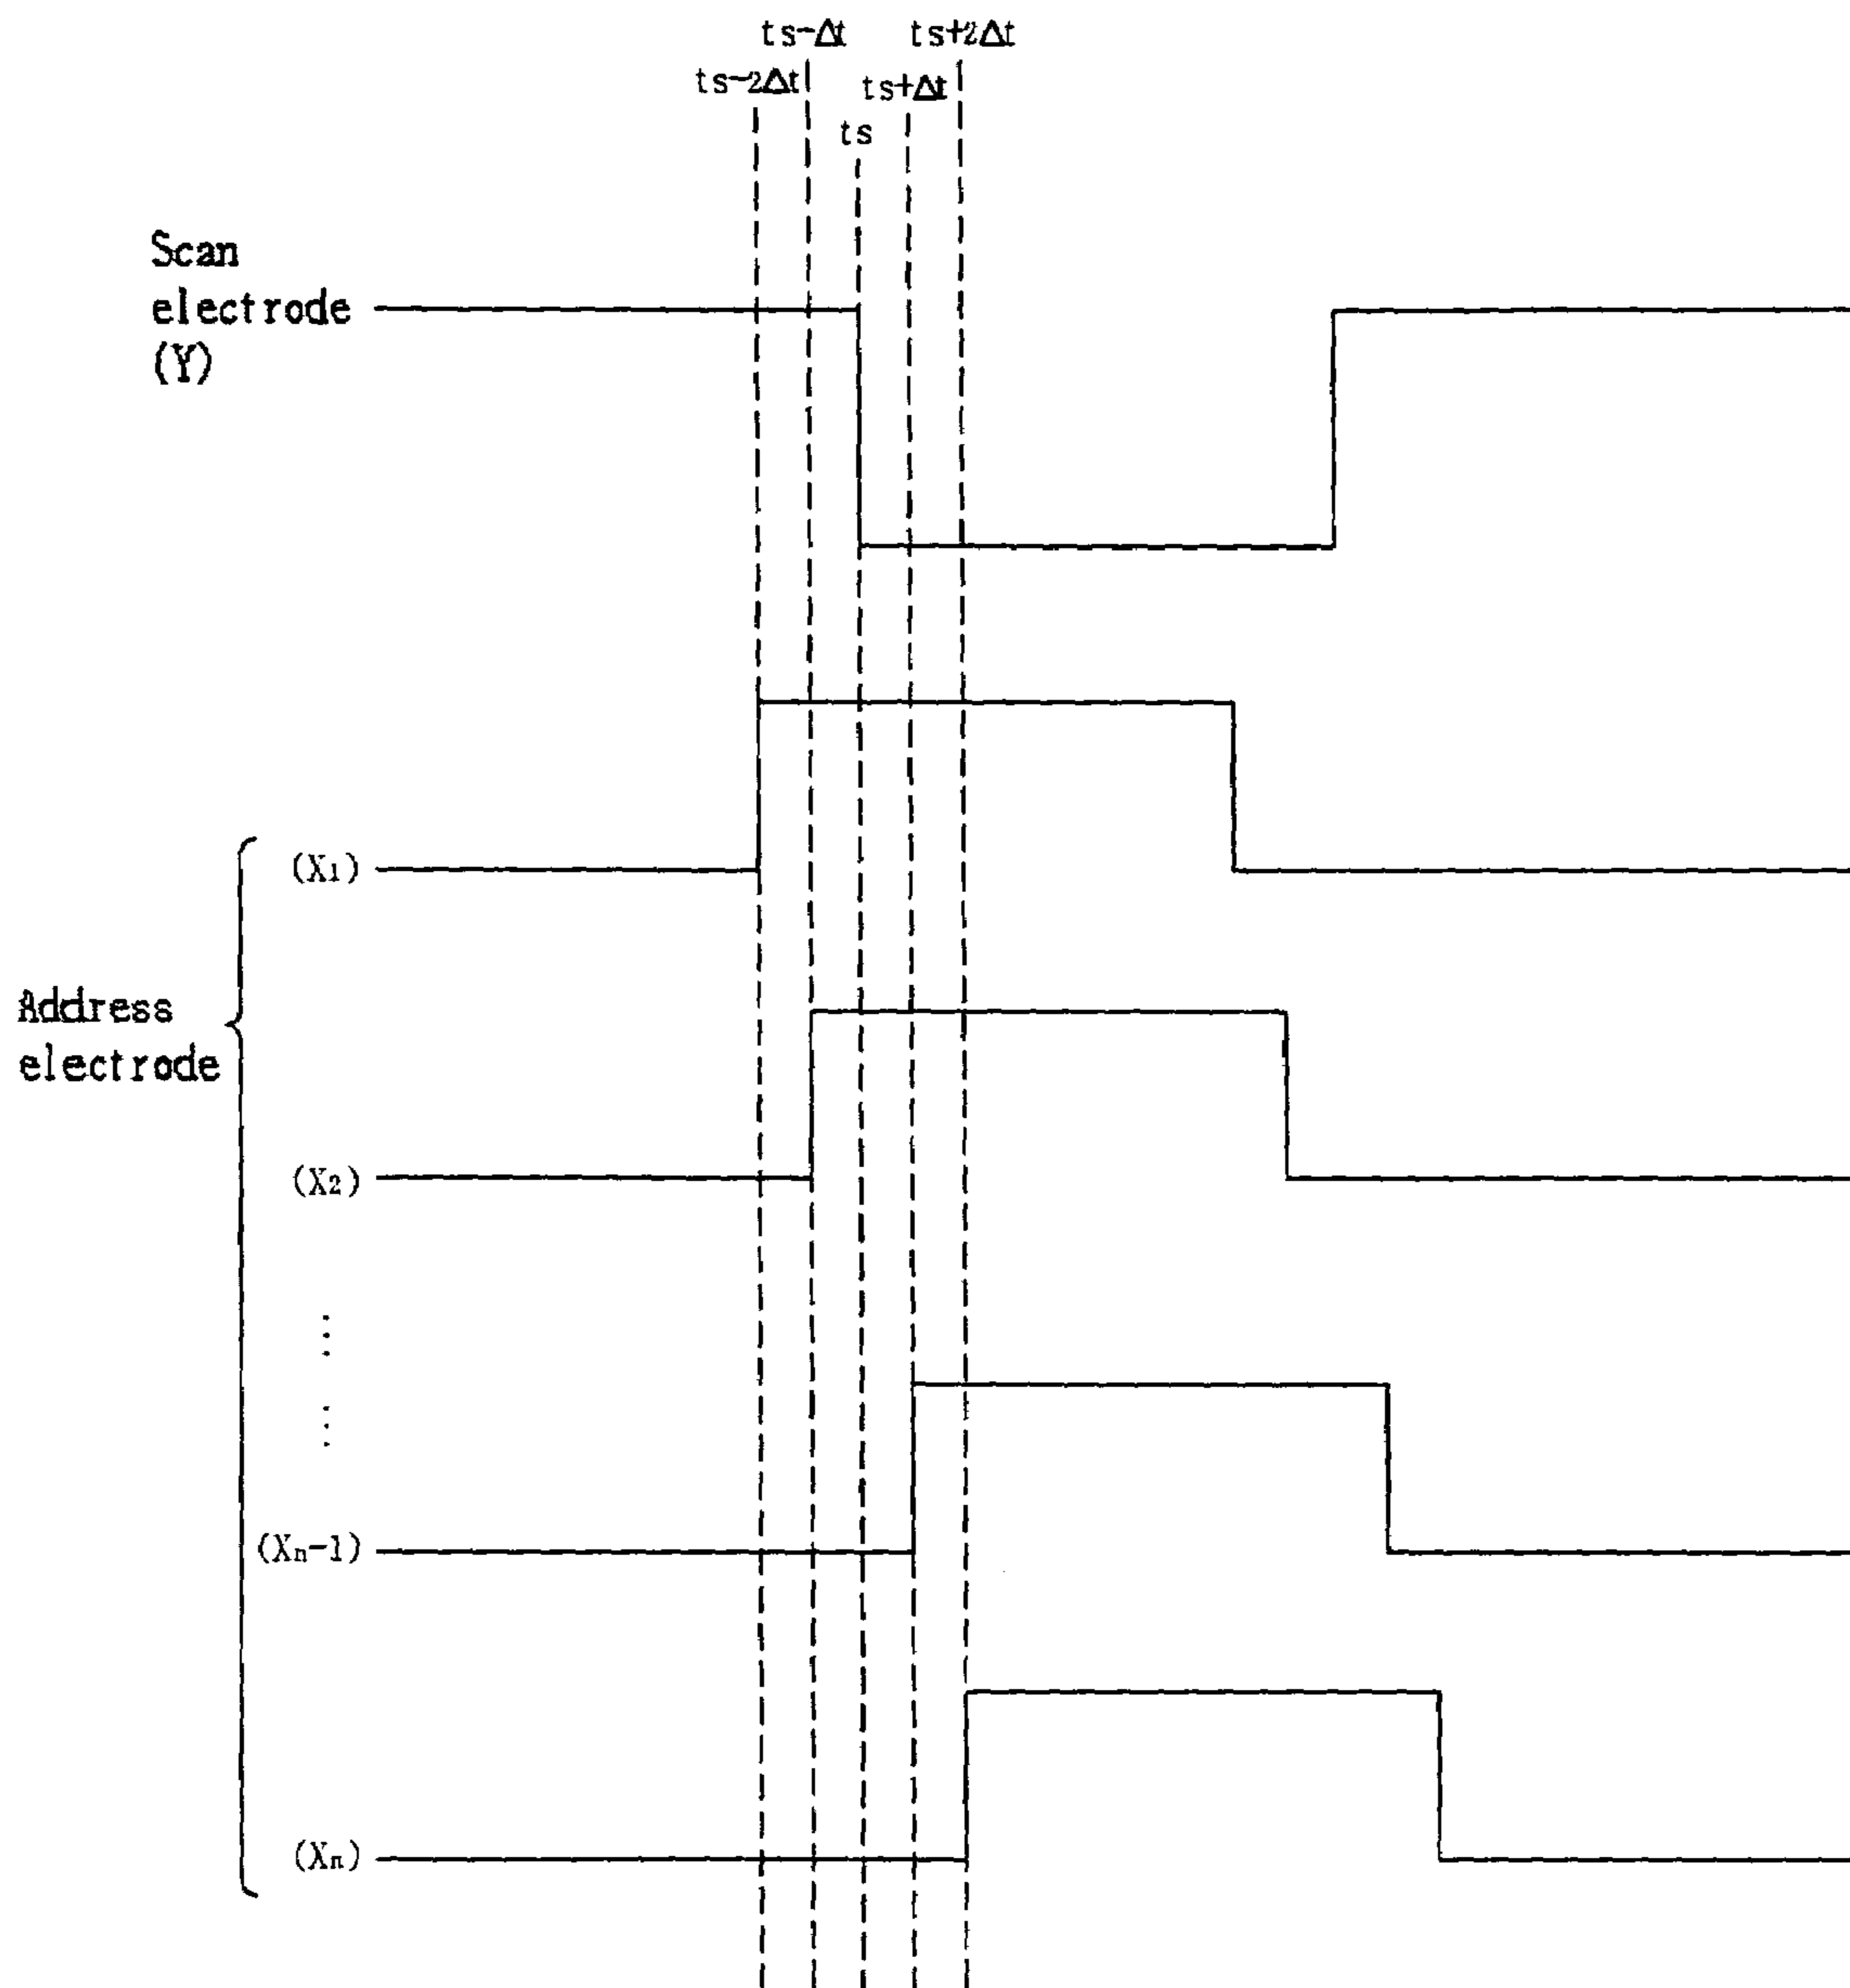 ts-Δt ts+2Δt
ts-2Δt ts+Δt
ts
Scan
electrode
(Y)
(X1)
Address
electrode
(X2)
(Xn-1)
(Xn)